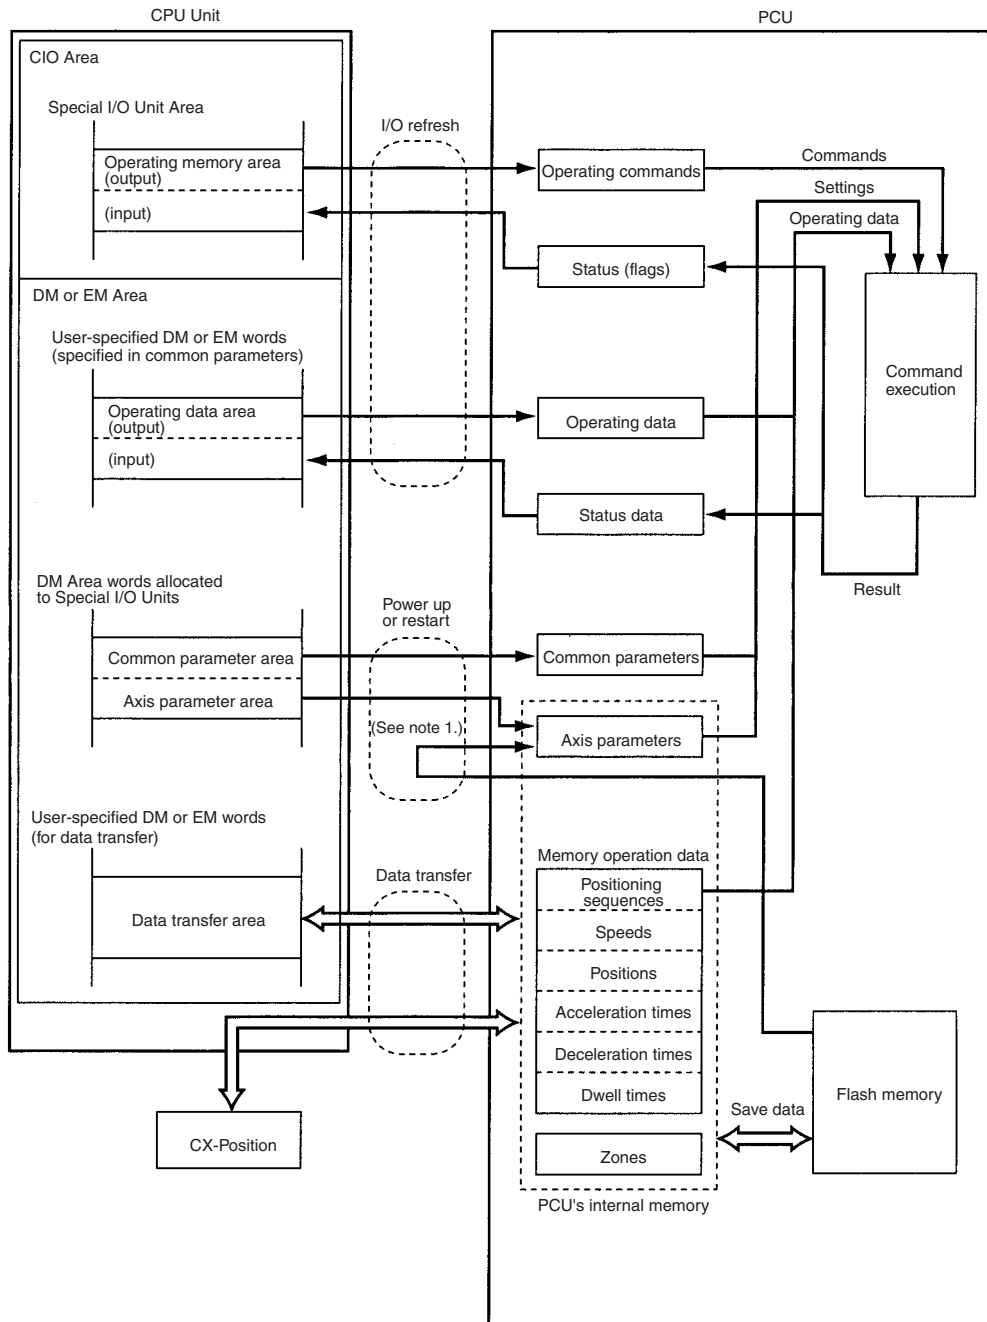 CPU Unit
PCU
CIO Area
Special I/O Unit Area
I/O refresh
Operating memory area
(output)
(input)
Operating commands
Commands
Settings
Operating data
Status (flags)
DM or EM Area
User-specified DM or EM words
(specified in common parameters)
Command
execution
Operating data area
(output)
(input)
Operating data
Status data
Result
DM Area words allocated
to Special I/O Units
Power up
or restart
Common parameter area
Axis parameter area
Common parameters
(See note 1.)
Axis parameters
User-specified DM or EM words
(for data transfer)
Data transfer
Data transfer area
Memory operation data
Positioning
sequences
Speeds
Positions
Acceleration times
Deceleration times
Dwell times
Zones
PCU's internal memory
Save data
Flash memory
CX-Position